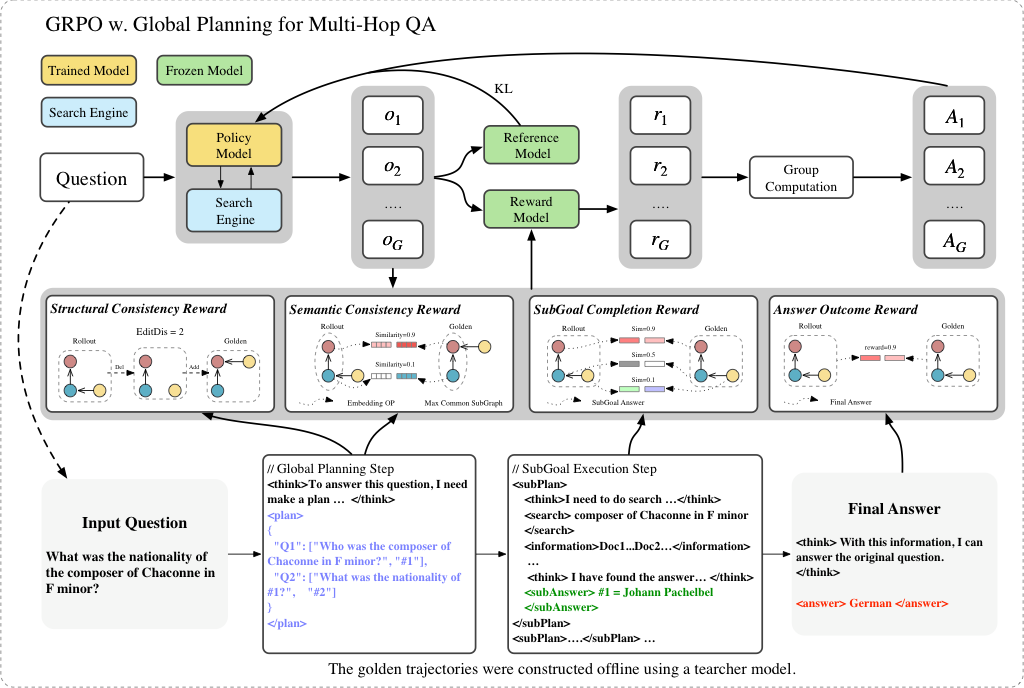 GRPO w. Global Planning for Multi-Hop QA
Trained Model
Frozen Model
Search Engine
KL
Question
Policy
Model
Search
Engine
o1
o2
....
oG
Reference
Model
Reward
Model
r1
r2
....
rG
Group
Computation
A1
A2
....
AG
Structural Consistency Reward
EditDis = 2
Rollout
Golden
Del
Add
Semantic Consistency Reward
Rollout
Golden
Similarity=0.9
Similarity=0.1
Embedding OP
Max Common SubGraph
SubGoal Completion Reward
Rollout
Golden
Sim=0.9
Sim=0.5
Sim=0.1
SubGoal Answer
Answer Outcome Reward
Rollout
Golden
reward=0.9
Final Answer
Input Question
What was the nationality of
the composer of Chaconne in
F minor?
// Global Planning Step
<think>To answer this question, I need
make a plan … </think>
<plan>
{
"Q1": ["Who was the composer of
Chaconne in F minor?", "#1"],
"Q2": ["What was the nationality of
#1?", "#2"]
}
</plan>
// SubGoal Execution Step
<subPlan>
<think>I need to do search …</think>
<search> composer of Chaconne in F minor
</search>
<information>Doc1...Doc2…</information>
…
<think> I have found the answer… </think>
<subAnswer> #1 = Johann Pachelbel
</subAnswer>
</subPlan>
<subPlan>….</subPlan> …
Final Answer
<think> With this information, I can
answer the original question.
</think>
<answer> German </answer>
The golden trajectories were constructed offline using a tearcher model.